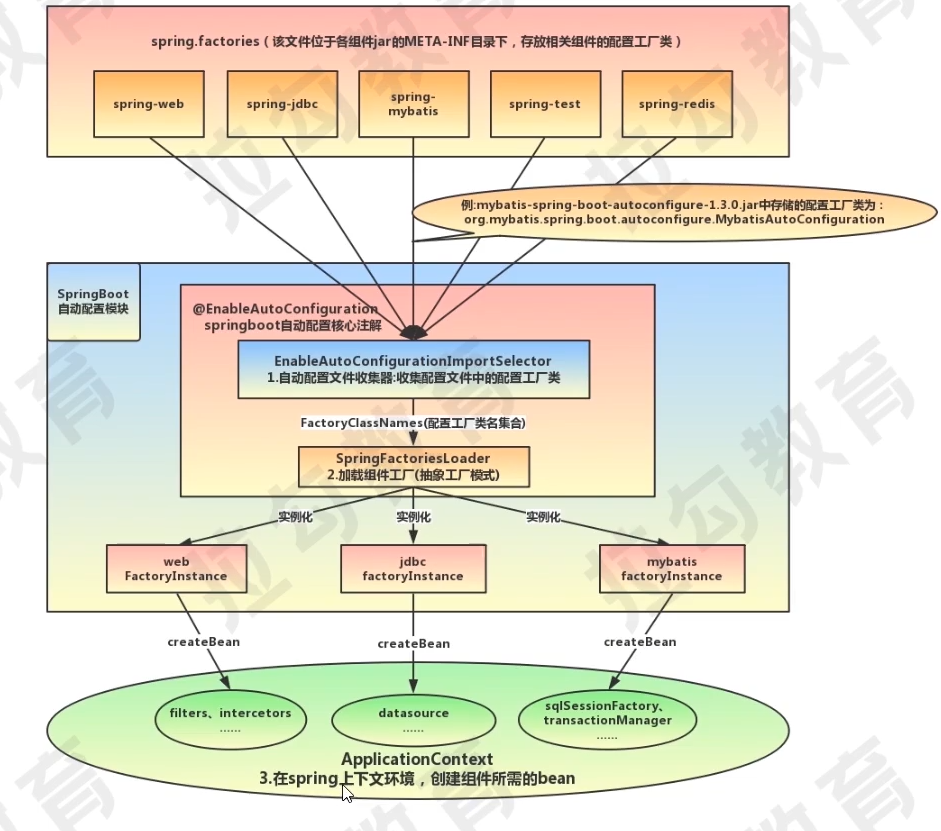 spring.factories（该文件位于各组件jar的META-INF目录下，存放相关组件的配置工厂类）
spring-web
spring-jdbc
spring-
mybatis
spring-test
spring-redis
例:mybatis-spring-boot-autoconfigure-1.3.0.jar中存储的配置工厂类为：
org.mybatis.spring.boot.autoconfigure.MybatisAutoConfiguration
SpringBoot
自动配置模块
@EnableAutoConfiguration
springboot自动配置核心注解
EnableAutoConfigurationImportSelector
1.自动配置文件收集器:收集配置文件中的配置工厂类
FactoryClassNames(配置工厂类名集合)
SpringFactoriesLoader
2.加载组件工厂(抽象工厂模式)
实例化
实例化
实例化
web
FactoryInstance
jdbc
factoryInstance
mybatis
factoryInstance
createBean
createBean
createBean
filters、intercetors
......
datasource
......
sqlSessionFactory、
transactionManager
......
ApplicationContext
3.在spring上下文环境，创建组件所需的bean
拉勾教育